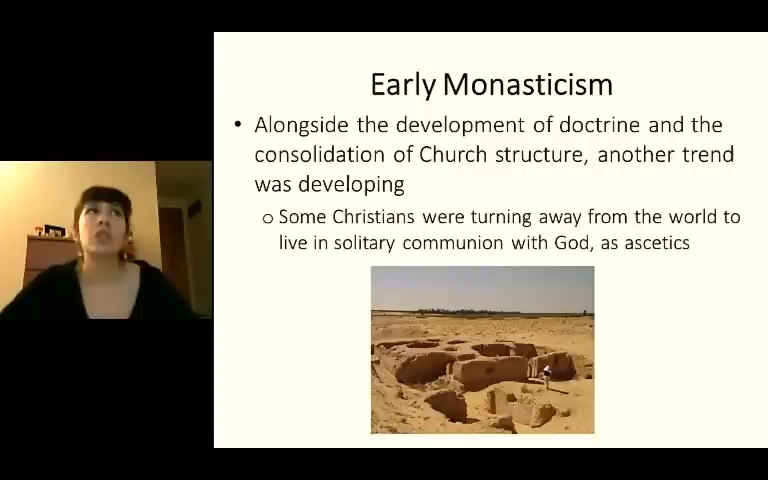 Early Monasticism
• Alongside the development of doctrine and the
consolidation of Church structure, another trend
was developing
o Some Christians were turning away from the world to
live in solitary communion with God, as ascetics